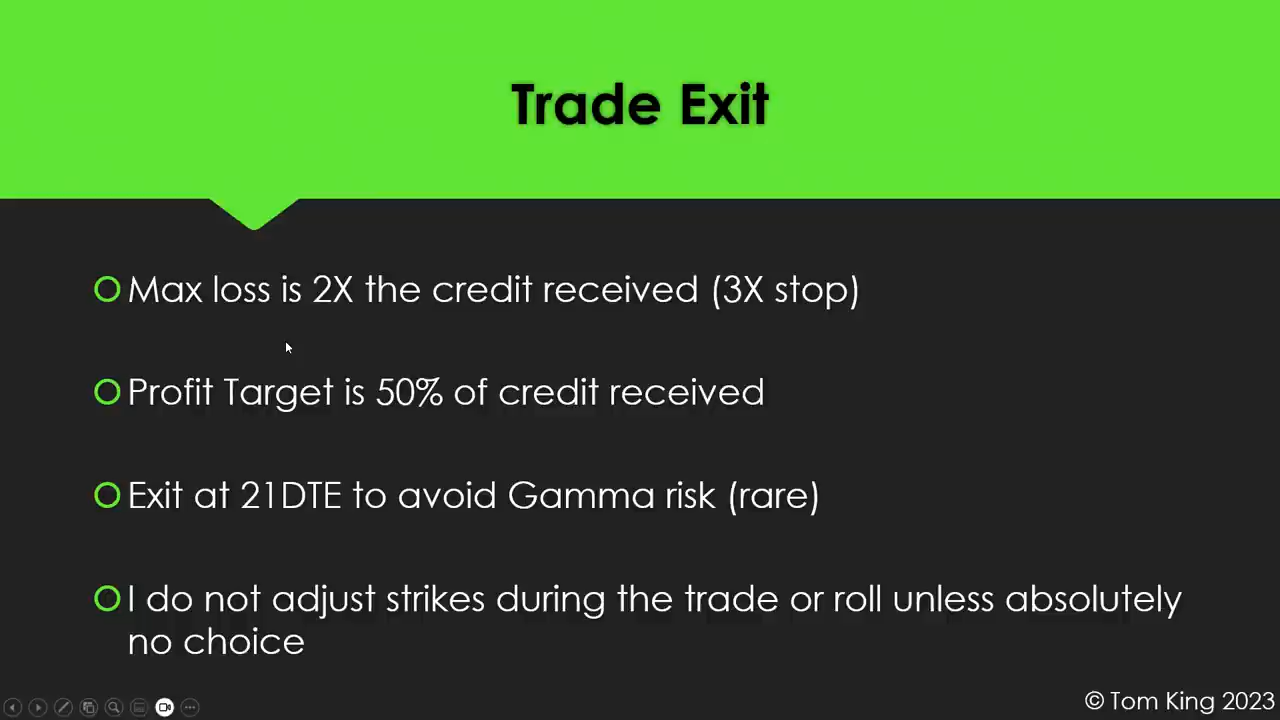 Trade Exit
Max loss is 2X the credit received (3X stop)
Profit Target is 50% of credit received
Exit at 21DTE to avoid Gamma risk (rare)
I do not adjust strikes during the trade or roll unless absolutely
no choice
© Tom King 2023